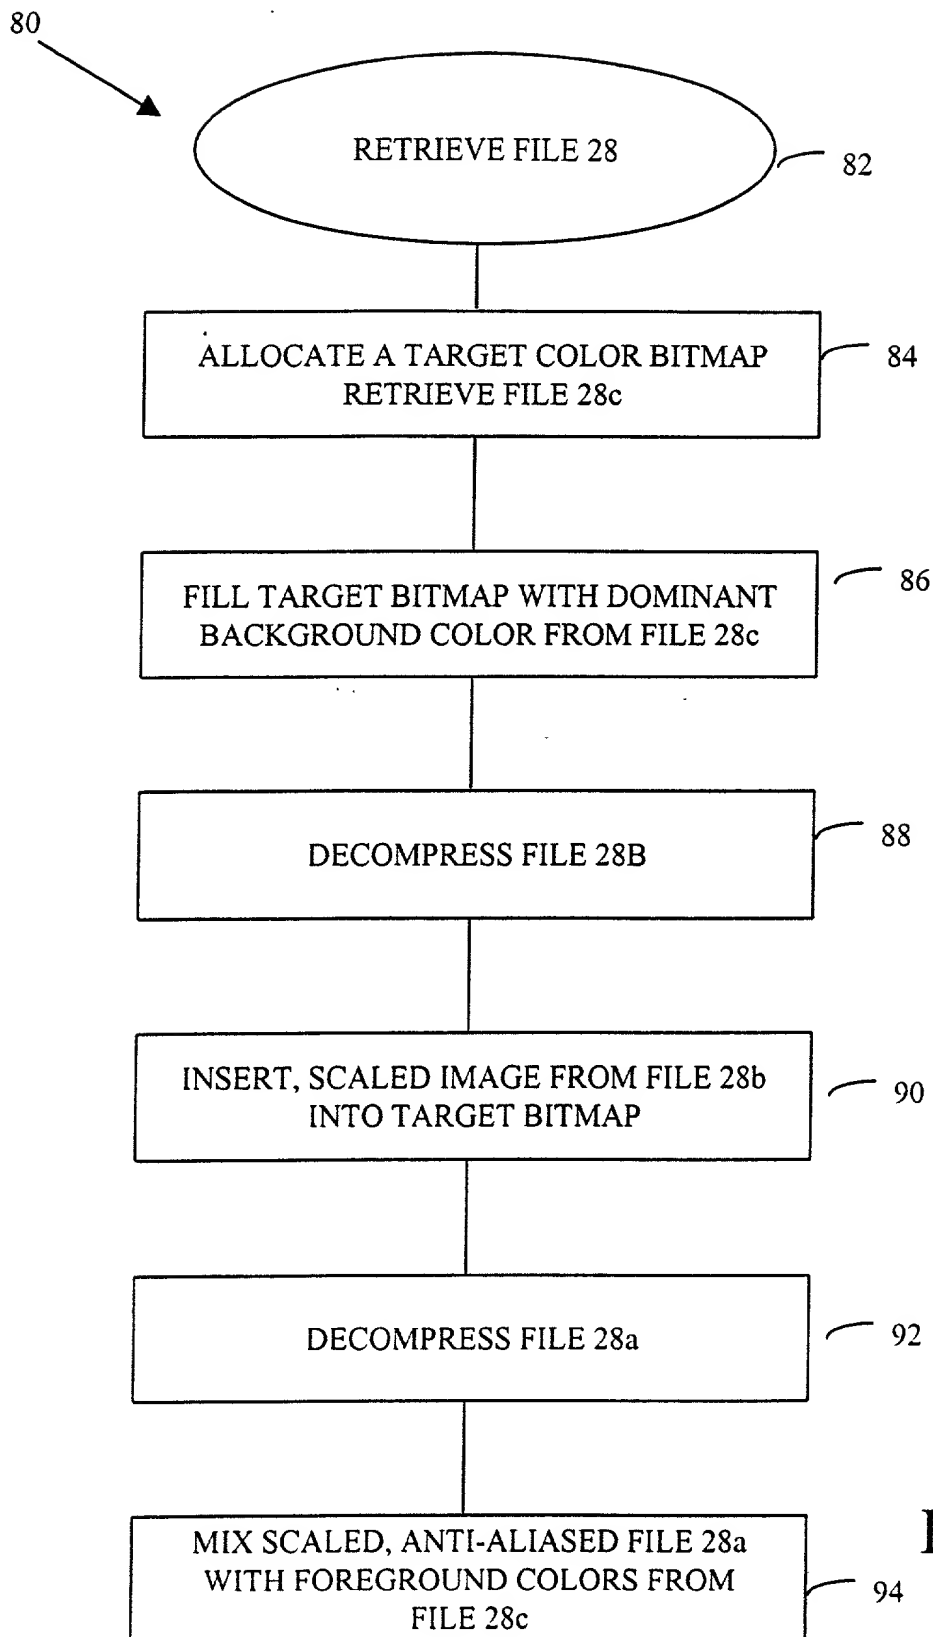 80
RETRIEVE FILE 28
82
ALLOCATE A TARGET COLOR BITMAP
RETRIEVE FILE 28c
84
FILL TARGET BITMAP WITH DOMINANT
BACKGROUND COLOR FROM FILE 28c
86
DECOMPRESS FILE 28B
88
INSERT, SCALED IMAGE FROM FILE 28b
INTO TARGET BITMAP
90
DECOMPRESS FILE 28a
92
MIX SCALED, ANTI-ALIASED FILE 28a
WITH FOREGROUND COLORS FROM
FILE 28c
94